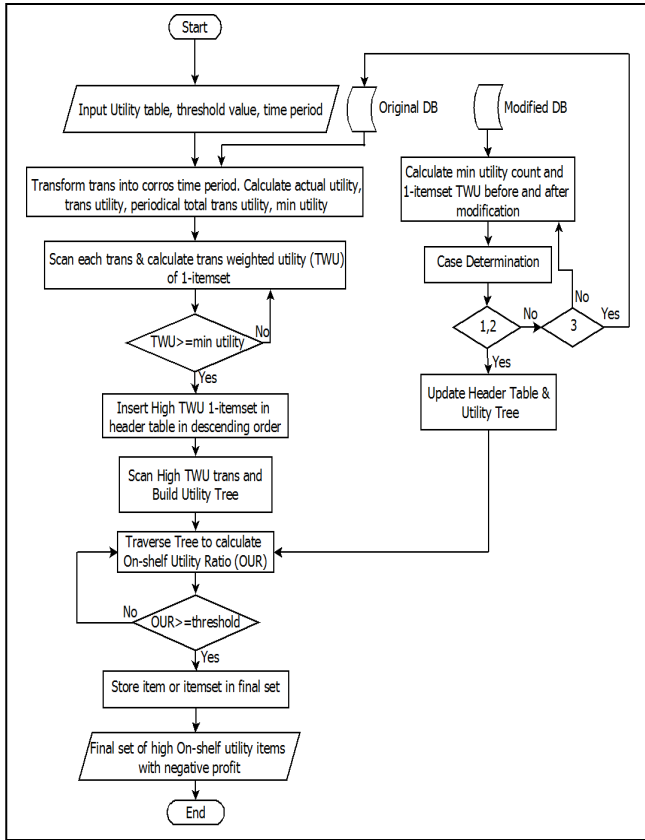 Start
Input Utility table, threshold value, time period
Original DB
Modified DB
Transform trans into corros time period. Calculate actual utility,
trans utility, periodical total trans utility, min utility
Calculate min utility count and
1-itemset TWU before and after
modification
Scan each trans & calculate trans weighted utility (TWU)
of 1-itemset
Case Determination
No
TWU>=min utility
Yes
No
1,2
No
3
Yes
Yes
Insert High TWU 1-itemset in
header table in descending order
Update Header Table &
Utility Tree
Scan High TWU trans and
Build Utility Tree
Traverse Tree to calculate
On-shelf Utility Ratio (OUR)
No
OUR>=threshold
Yes
Store item or itemset in final set
Final set of high On-shelf utility items
with negative profit
End